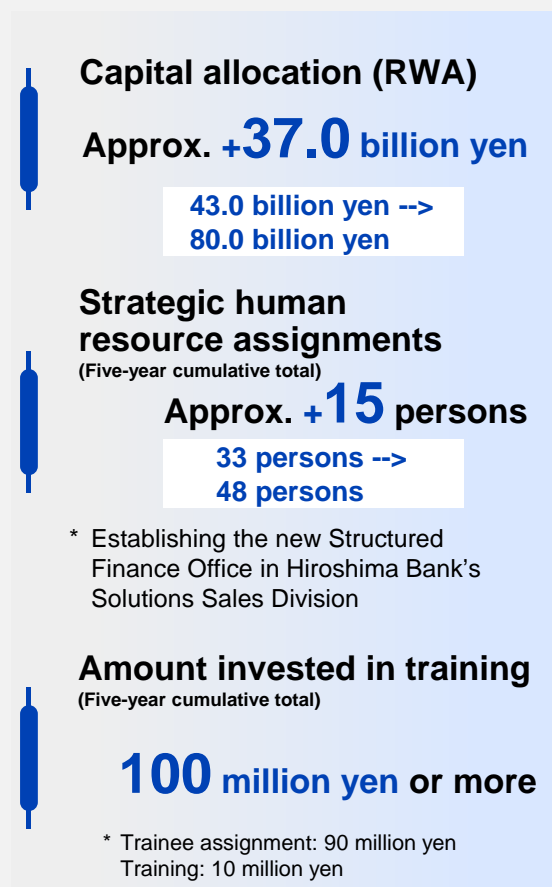 Capital allocation (RWA)
Approx. +37.0 billion yen
43.0 billion yen -->
80.0 billion yen
Strategic human
resource assignments
(Five-year cumulative total)
Approx. +15 persons
33 persons -->
48 persons
* Establishing the new Structured
Finance Office in Hiroshima Bank's
Solutions Sales Division
Amount invested in training
(Five-year cumulative total)
100 million yen or more
* Trainee assignment: 90 million yen
Training: 10 million yen